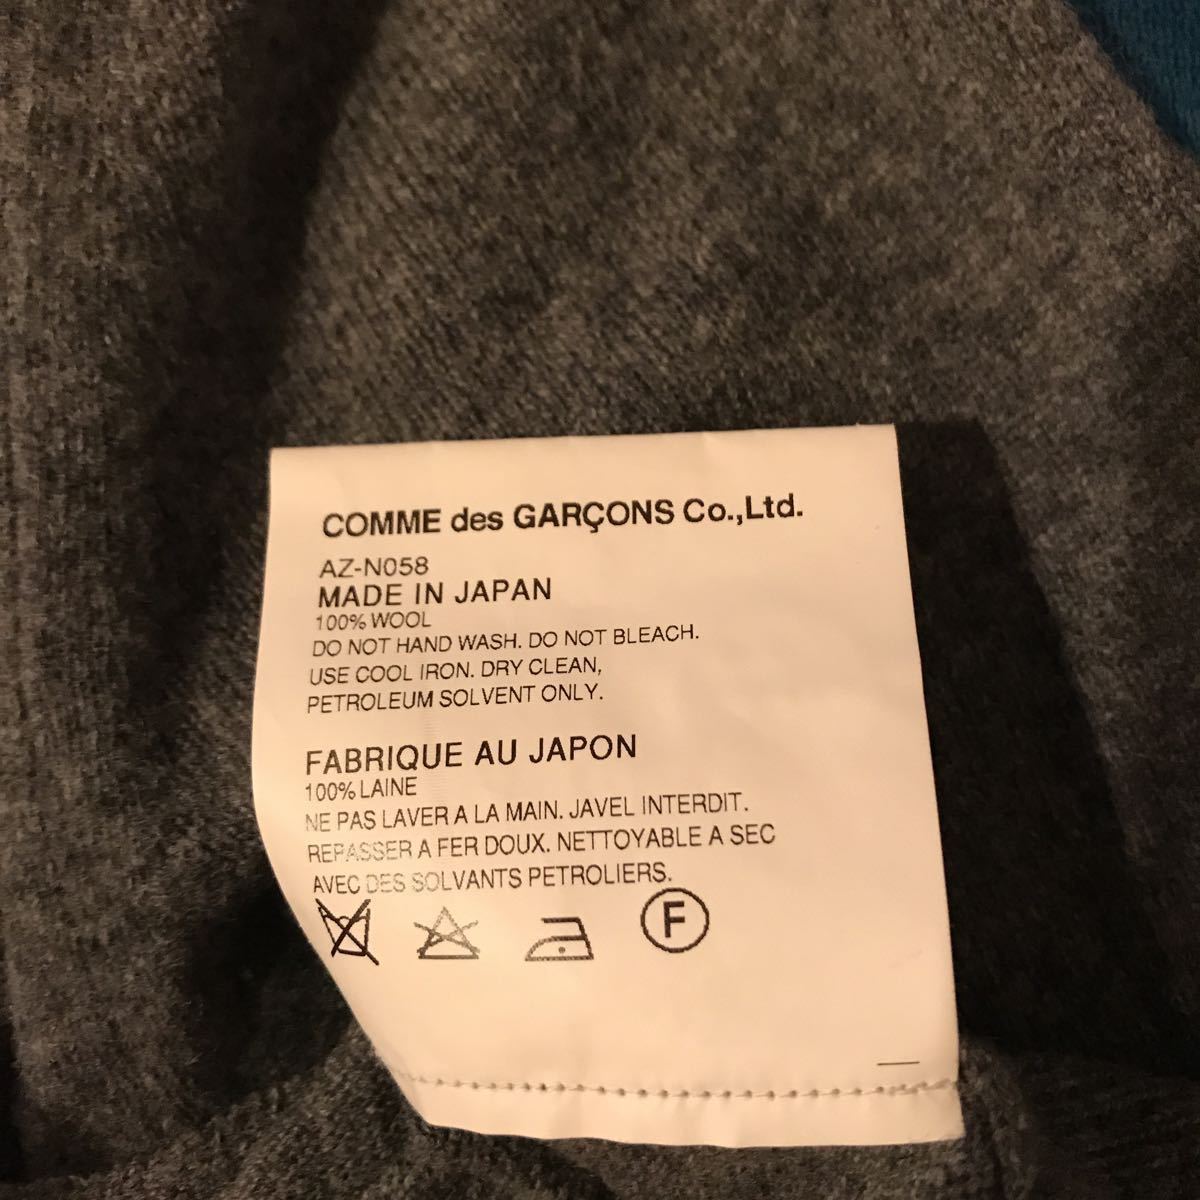 COMME des GARÇONS Co.,Ltd.
AZ-N058
MADE IN JAPAN
100% WOOL
DO NOT HAND WASH. DO NOT BLEACH.
USE COOL IRON. DRY CLEAN,
PETROLEUM SOLVENT ONLY.
FABRIQUE AU JAPON
100% LAINE
NE PAS LAVER A LA MAIN. JAVEL INTERDIT.
REPASSER A FER DOUX. NETTOYABLE A SEC
AVEC DES SOLVANTS PETROLIERS.
F